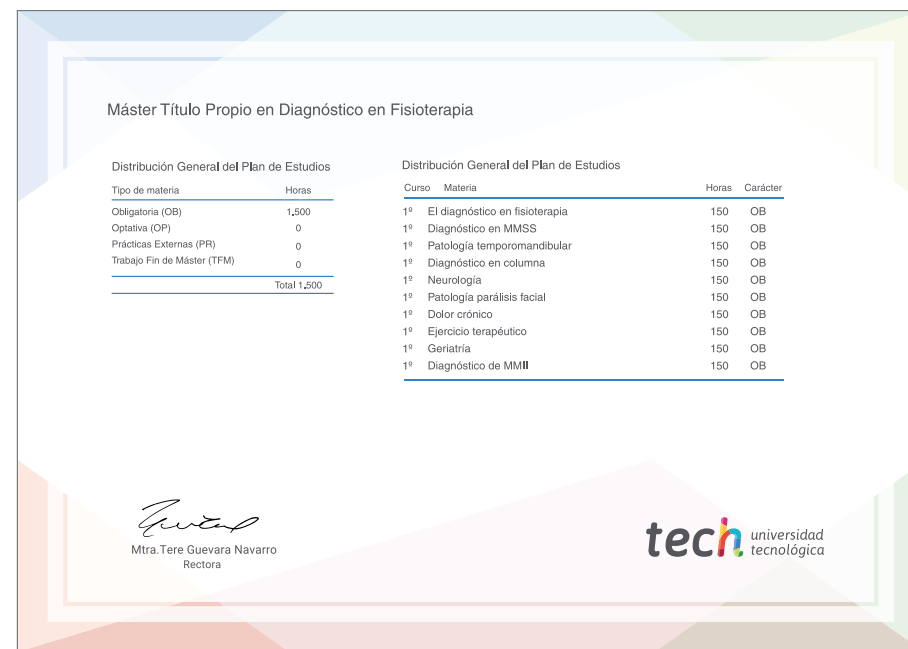 Máster Título Propio en Diagnóstico en Fisioterapia
Distribución General del Plan de Estudios
Tipo de materia Horas
Obligatoria (OB) 1.500
Optativa (OP) 0
Prácticas Externas (PR) 0
Trabajo Fin de Máster (TFM) 0
Total 1.500
Distribución General del Plan de Estudios
Curso Materia Horas Carácter
1º El diagnóstico en fisioterapia 150 OB
1º Diagnóstico en MMSS 150 OB
1º Patología temporomandibular 150 OB
1º Diagnóstico en columna 150 OB
1º Neurología 150 OB
1º Patología parálisis facial 150 OB
1º Dolor crónico 150 OB
1º Ejercicio terapéutico 150 OB
1º Geriatría 150 OB
1º Diagnóstico de MMII 150 OB
Mtra.Tere Guevara Navarro
Rectora
tech universidad
tecnológica